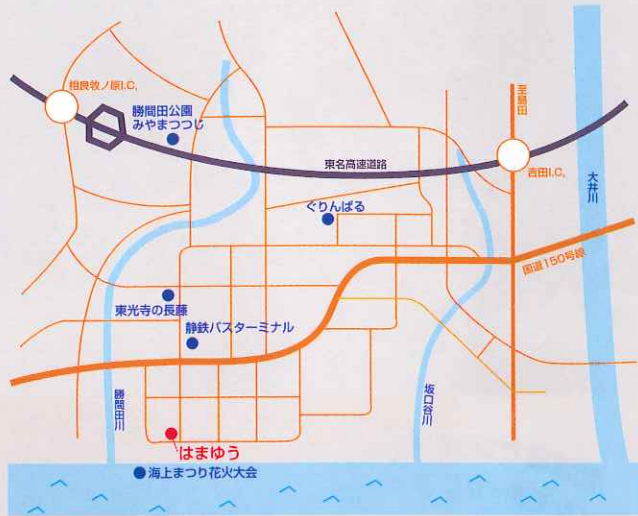 相良牧ノ原I.C,
勝間田公園
みやまつつじ
東名高速道路
至島田
吉田I.C,
大井川
ぐりんぱる
国道150号線
東光寺の長藤
静鉄バスターミナル
勝間田川
坂口谷川
はまゆう
海上まつり花火大会